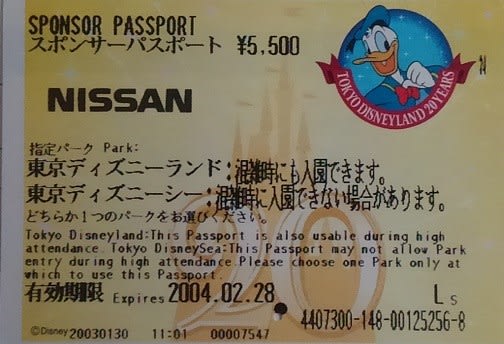 SPONSOR PASSPORT
スポンサーパスポート ¥5,500
TOKYO DISNEYLAND 20 YEARS
NISSAN
指定パーク Park:
東京ディズニーランド:混雑時にも入園できます。
東京ディズニーシー:混雑時に入園できない場合があります。
どちらか1つのパークをお選びください。
Tokyo Disneyland:This Passport is also usable during high
attendance. Tokyo DisneySea:This Passport may not allow Park
entry during high attendance.Please choose one Park only at
which to use this Passport.
20
有効期限 Expires 2004.02.28 L s
4407300-148-00125256-8
©Disney 20030130 11:01 00007547